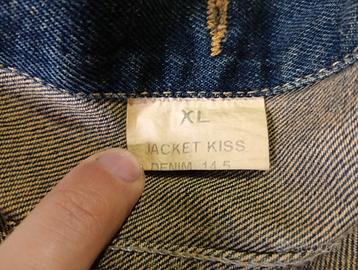 XL
JACKET KISS
DENIM 14.5